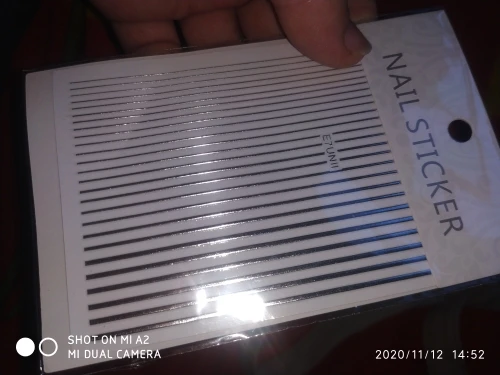 NAIL STICKER
SHOT ON MI A2
MI DUAL CAMERA
2020/11/12 14:52